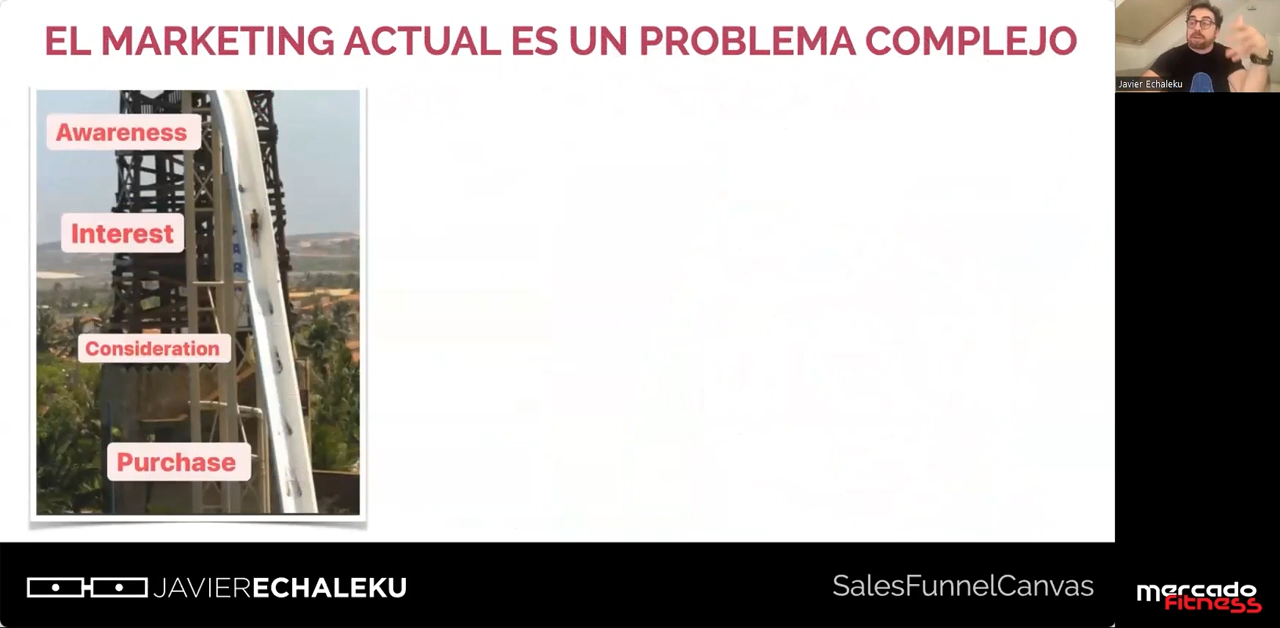 EL MARKETING ACTUAL ES UN PROBLEMA COMPLEJO
Awareness
Interest
Consideration
Purchase
Javier Echaleku
JAVIERECHALEKU
SalesFunnelCanvas
mercado
fitness